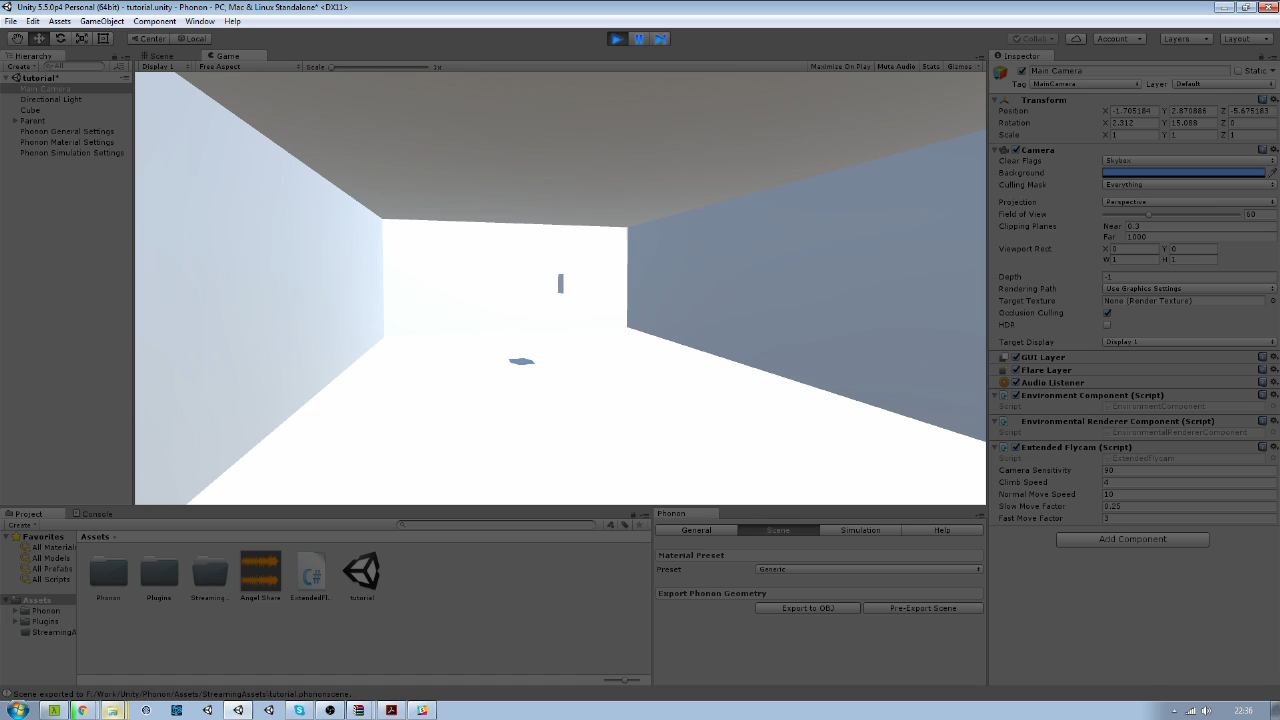 Unity 5.5.0p4 Personal (64bit) - tutorial.unity - Phonon - PC, Mac & Linux Standalone* <DX11>
File Edit Assets GameObject Component Window Help
Center Local Collab Account Layers Layout
Hierarchy Scene Game Inspector
Create All Display 1 Free Aspect Scale 1x Maximize On Play Mute Audio Stats Gizmos
Main Camera Static
tutorial*
Tag MainCamera Layer Default
Main Camera
Directional Light
Cube
Parent
Phonon General Settings
Phonon Material Settings
Phonon Simulation Settings
Transform
Position X -1.705184 Y 2.870886 Z -5.675183
Rotation X 2.312 Y 15.088 Z 0
Scale X 1 Y 1 Z 1
Camera
Clear Flags Skybox
Background
Culling Mask Everything
Projection Perspective
Field of View 60
Clipping Planes Near 0.3
Far 1000
Viewport Rect X 0 Y 0
W 1 H 1
Depth -1
Rendering Path Use Graphics Settings
Target Texture None (Render Texture)
Occlusion Culling
HDR
Target Display Display 1
GUI Layer
Flare Layer
Audio Listener
Environment Component (Script)
Script EnvironmentComponent
Environmental Renderer Component (Script)
Script EnvironmentalRendererComponent
Extended Flycam (Script)
Script ExtendedFlycam
Camera Sensitivity 90
Climb Speed 4
Normal Move Speed 10
Slow Move Factor 0.25
Fast Move Factor 3
Add Component
Project Console
Create
Favorites
All Materials
All Models
All Prefabs
All Scripts
Assets
Phonon
Plugins
StreamingA
Assets
Phonon Plugins Streaming... Angel Share ExtendedFl... tutorial
Phonon
General Scene Simulation Help
Material Preset
Preset Generic
Export Phonon Geometry
Export to OBJ Pre-Export Scene
Scene exported to F:/Work/Unity/Phonon/Assets/StreamingAssets\tutorial.phononscene.
22:36